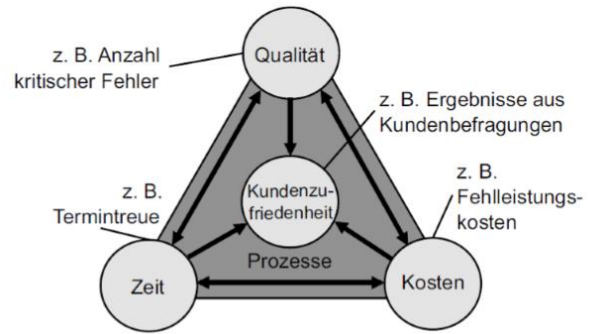 Qualität
z. B. Anzahl
kritischer Fehler
z. B. Ergebnisse aus
Kundenbefragungen
z. B.
Termintreue
Kundenzu-
friedenheit
z. B.
Fehlleistungs-
kosten
Prozesse
Zeit
Kosten